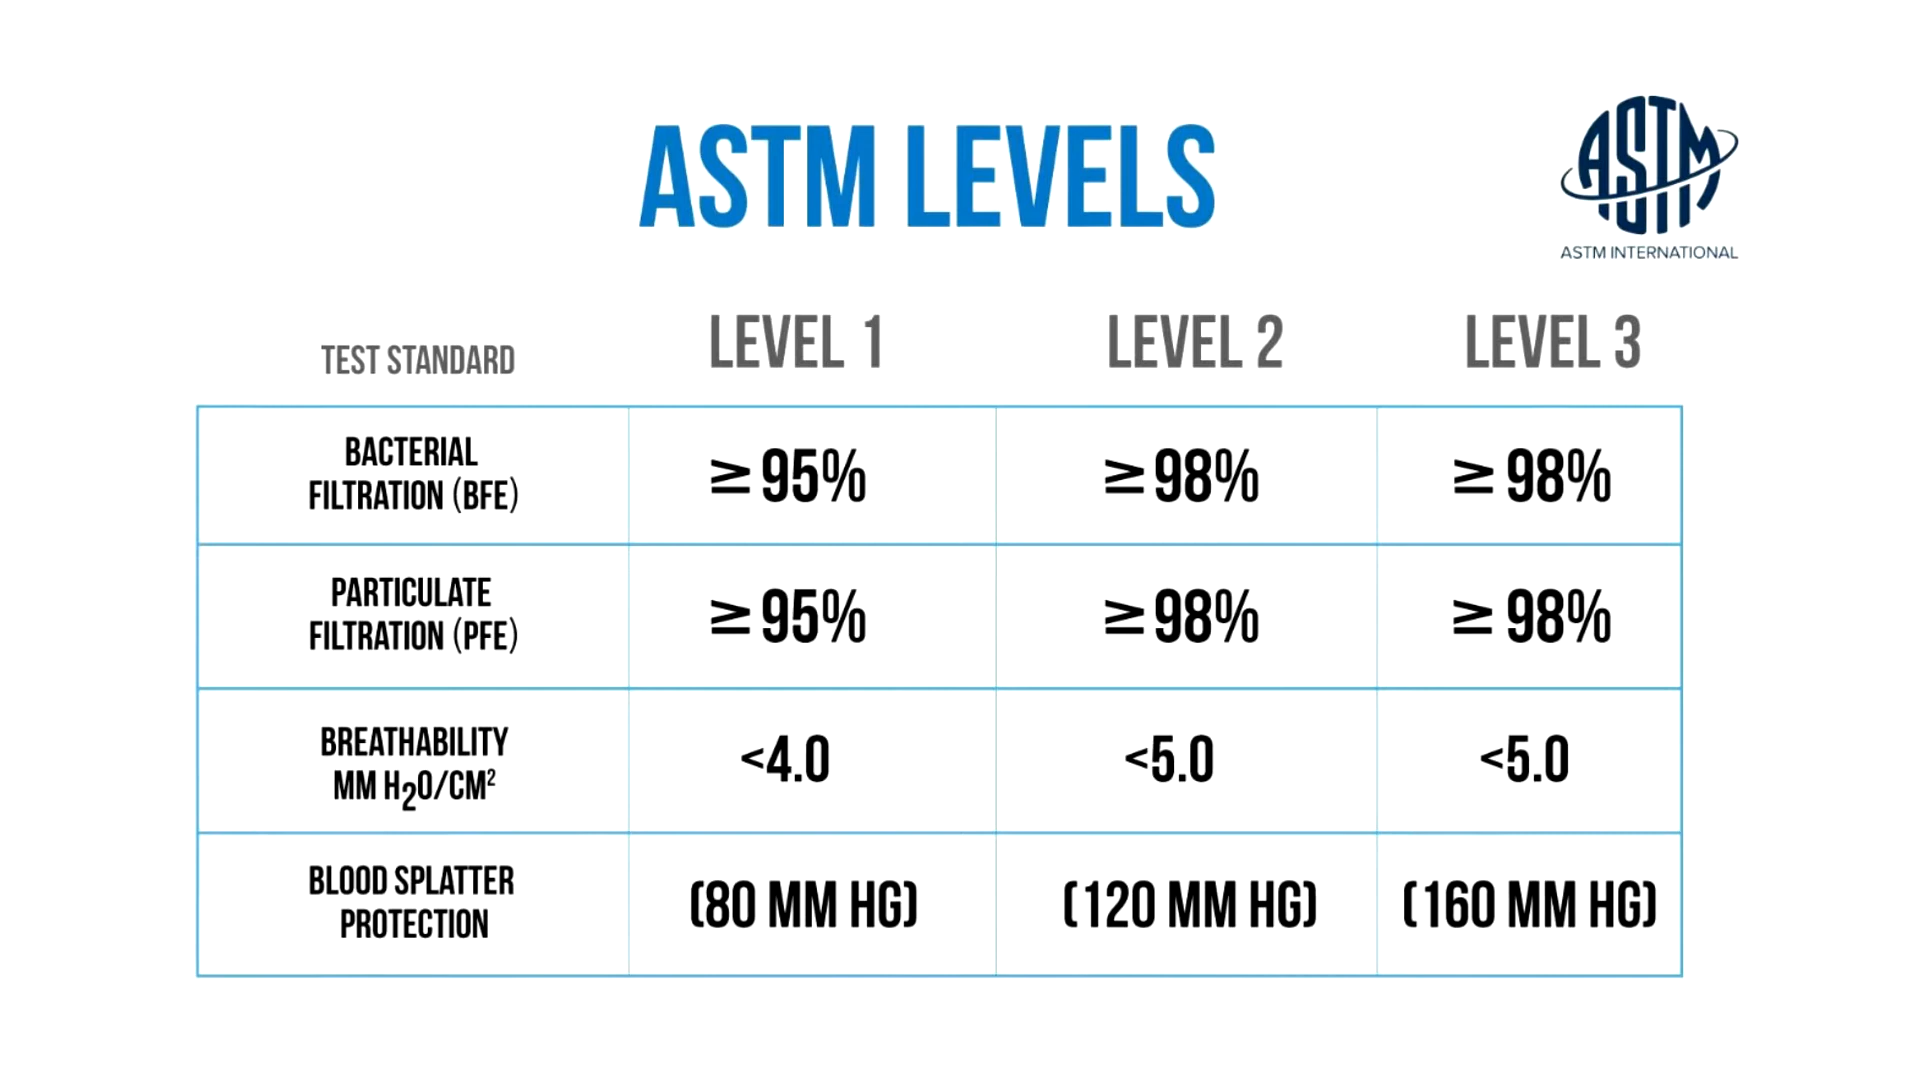 ASTM LEVELS
ASTM
ASTM INTERNATIONAL
TEST STANDARD LEVEL 1 LEVEL 2 LEVEL 3
BACTERIAL
FILTRATION (BFE) ≥ 95% ≥ 98% ≥ 98%
PARTICULATE
FILTRATION (PFE) ≥ 95% ≥ 98% ≥ 98%
BREATHABILITY
MM H2O/CM² <4.0 <5.0 <5.0
BLOOD SPLATTER
PROTECTION (80 MM HG) (120 MM HG) (160 MM HG)